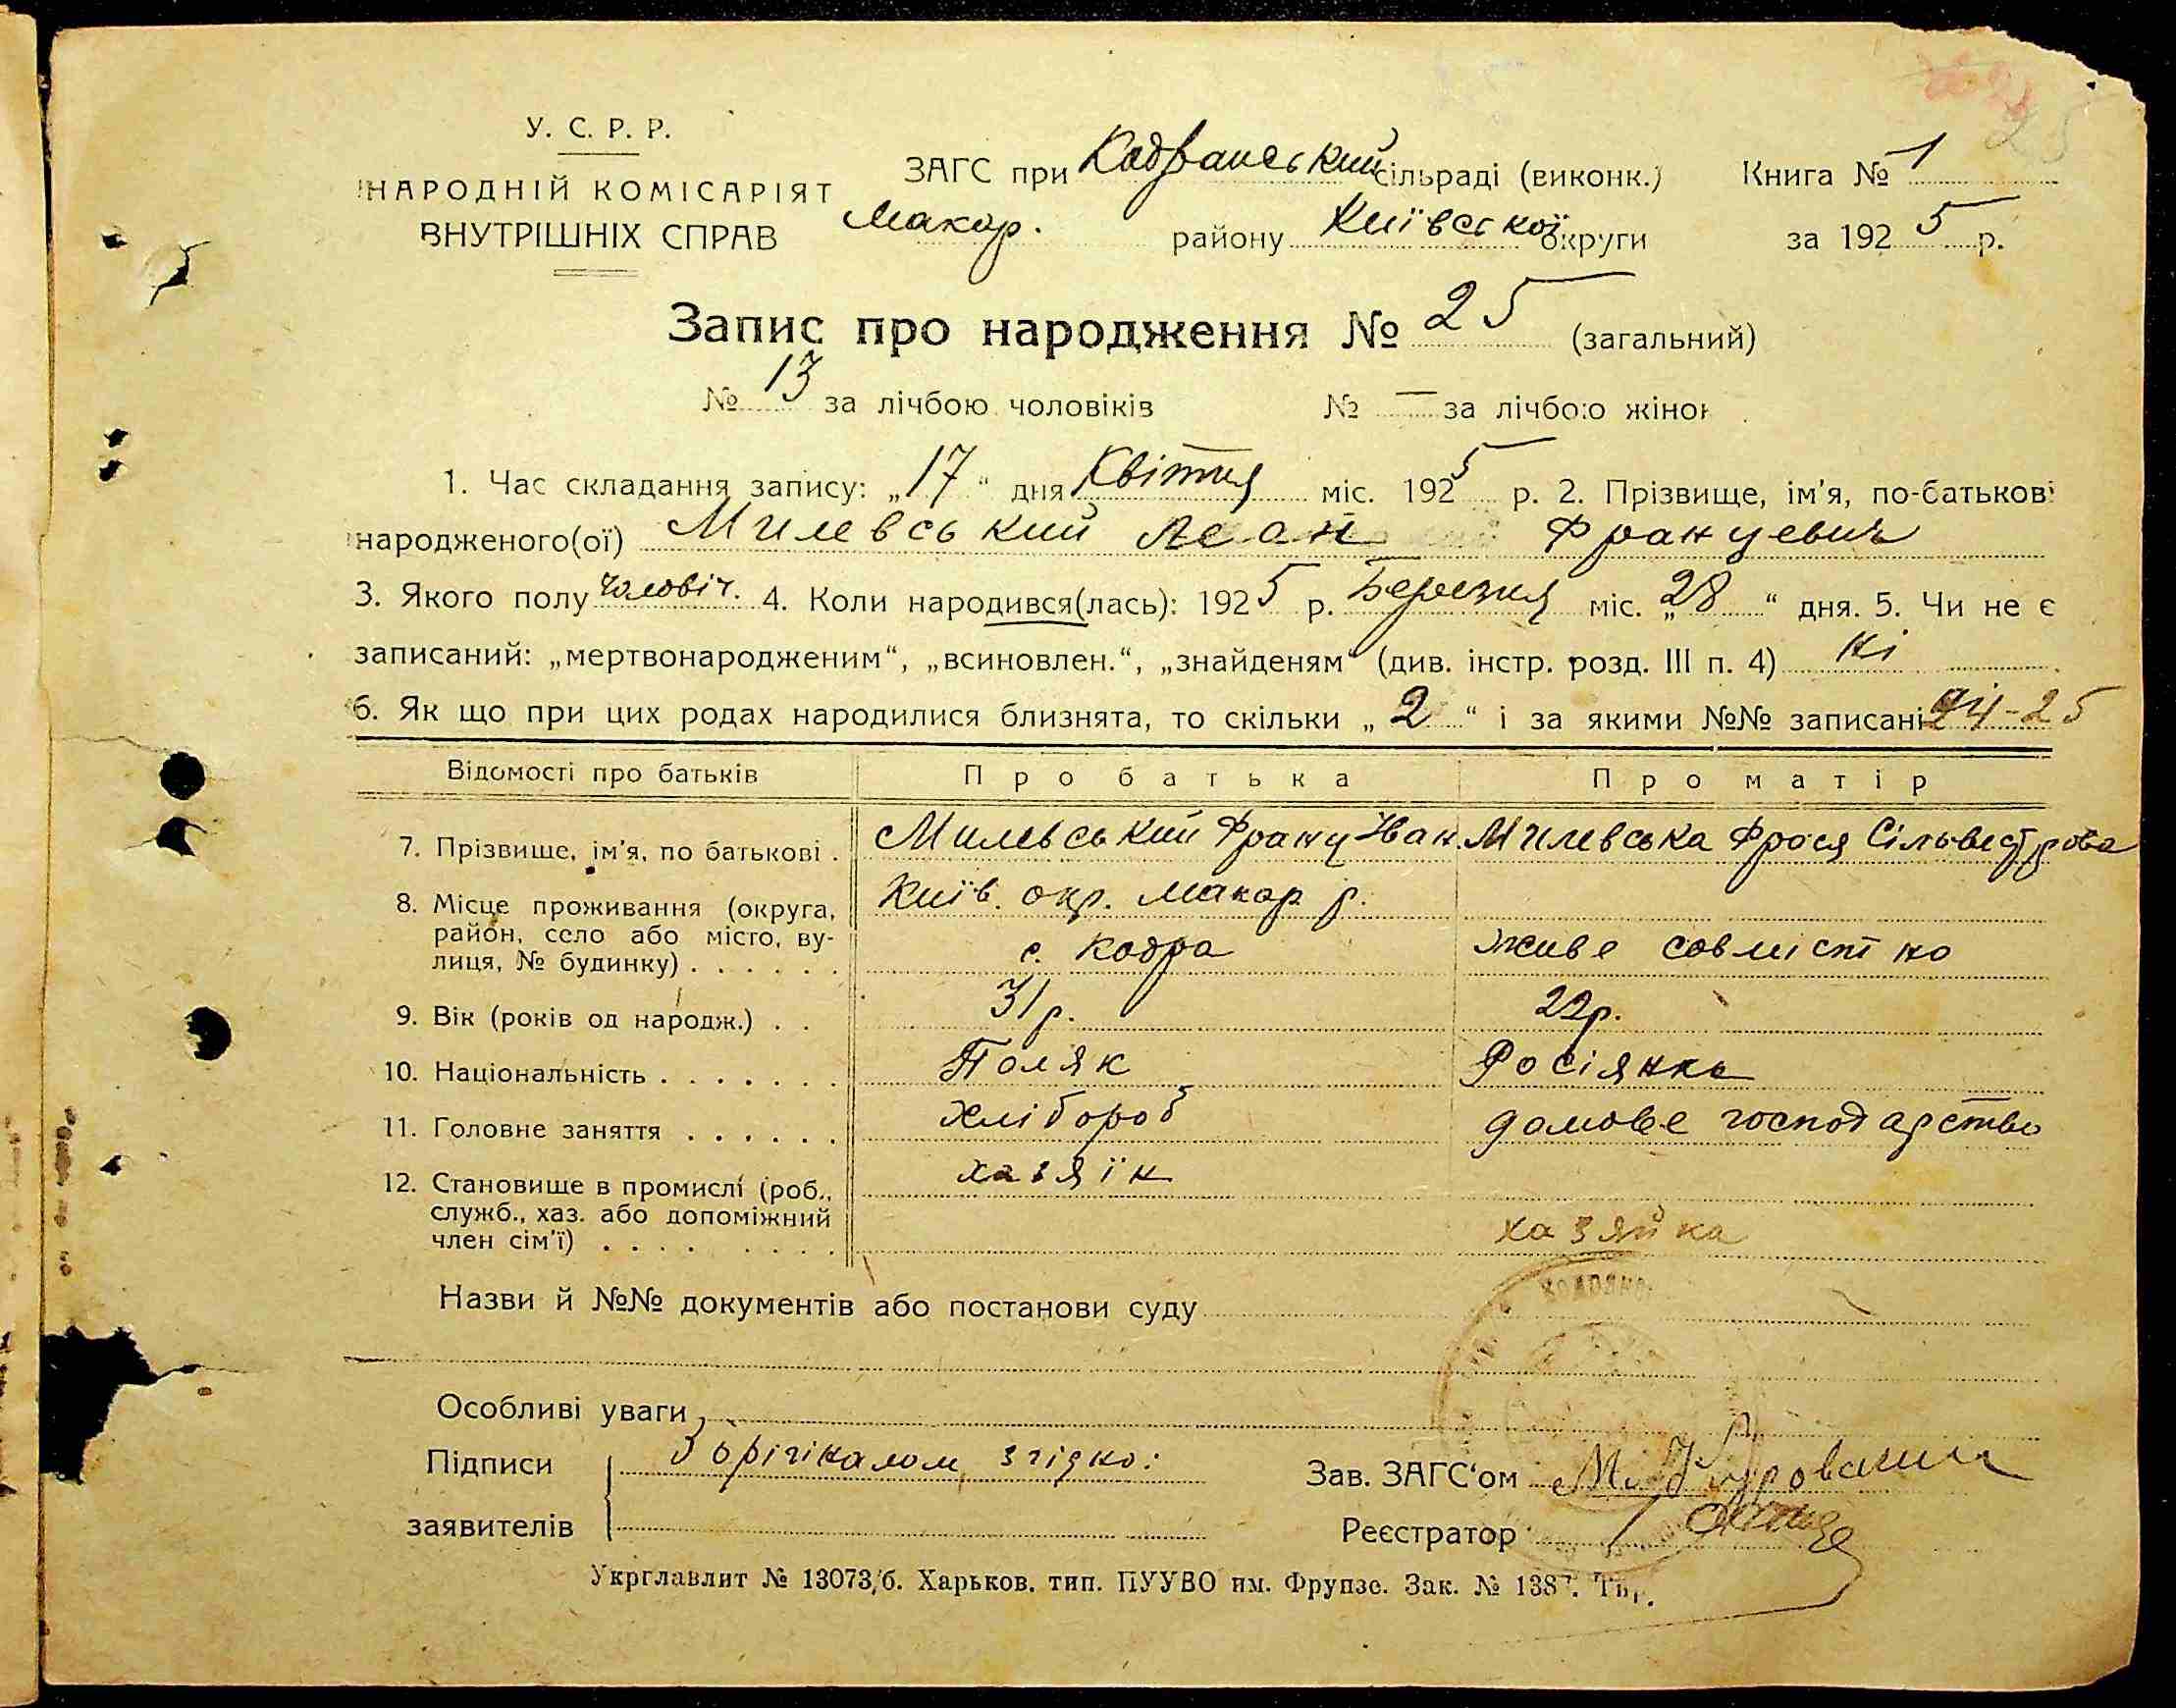 У. С. Р. Р.
НАРОДНІЙ КОМІСАРІЯТ
ВНУТРІШНІХ СПРАВ
ЗАГС при Кодранський сільраді (виконк.) Книга № 1
Макар. району Київської округи за 1925 р.
Запис про народження № 25 (загальний)
№ 13 за лічбою чоловіків № — за лічбою жінок
1. Час складання запису: „17“ дня Квітня міс. 1925 р. 2. Прізвище, ім'я, по-батькові
народженого(ої) Милевський Францевич
3. Якого полу чоловіч. 4. Коли народився(лась): 1925 р. Березня міс. „28“ дня. 5. Чи не є
записаний: „мертвонародженим“, „всиновлен.“, „знайденям“ (див. інстр. розд. III п. 4) ні
6. Як що при цих родах народилися близнята, то скільки „2“ і за якими №№ записані 24-25
Відомості про батьків Про батька Про матір
7. Прізвище, ім'я, по батькові . Милевський Франц Іван. Милевська Фрося Сільвестрова
8. Місце проживання (округа, район, село або місто, вулиця, № будинку) . . . . . .
Київ. окр. Макар р.
с. Кодра живе совмістно
9. Вік (років од народж.) . . 31 р. 22 р.
10. Національність . . . . . . . Поляк Росіянка
11. Головне заняття . . . . . . Хлібороб домове господарство
12. Становище в промислі (роб., служб., хаз. або допоміжний член сім'ї) . . . . . . . .
хазяїн
хазяйка
Назви й №№ документів або постанови суду
Особливі уваги
Підписи З орігіналом згідно: Зав. ЗАГС'ом
заявителів Реєстратор
Укрглавлит № 13073/б. Харьков. тип. ПУУВО им. Фрунзе. Зак. №